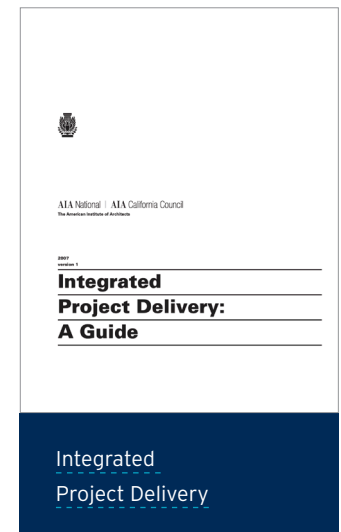 AIA National | AIA California Council
The American Institute of Architects
2007
version 1
Integrated
Project Delivery:
A Guide
Integrated
Project Delivery